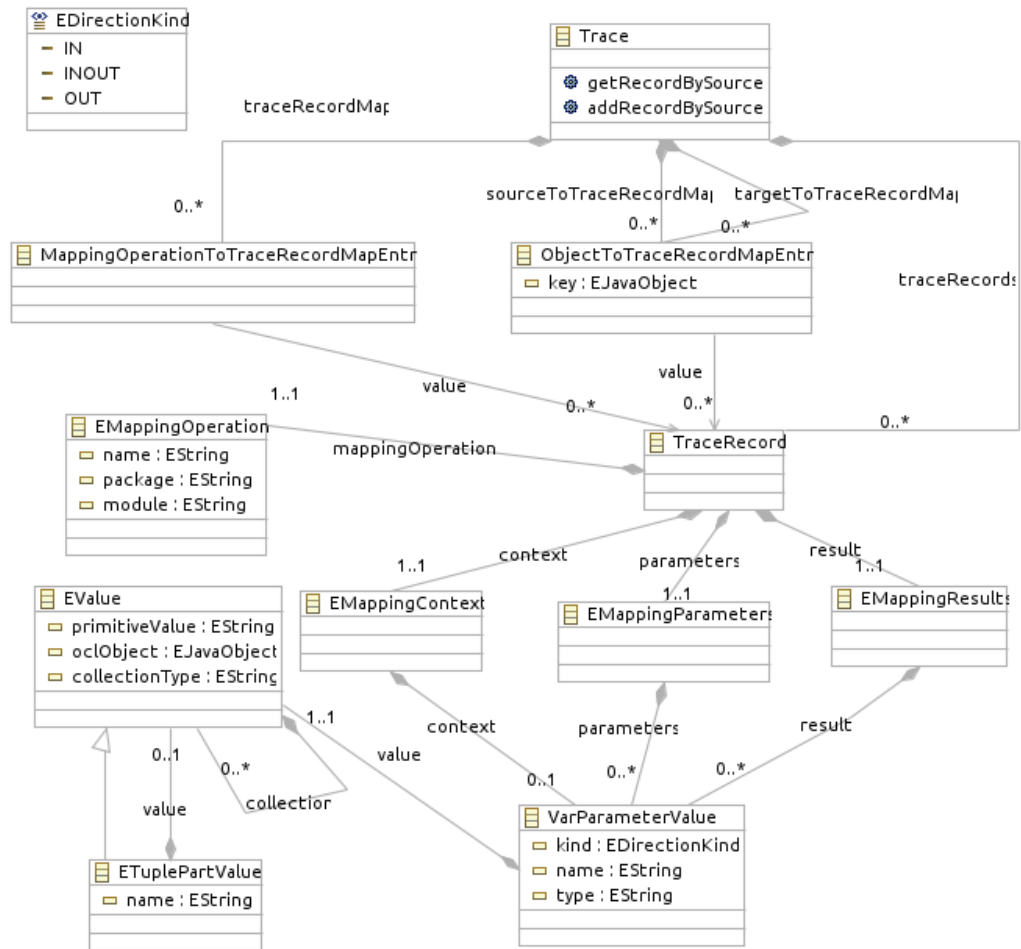 EDirectionKind
IN
INOUT
OUT
Trace
getRecordBySource
addRecordBySource
traceRecordMap
sourceToTraceRecordMap
targetToTraceRecordMap
0..*
0..*
0..*
MappingOperationToTraceRecordMapEntr
ObjectToTraceRecordMapEntr
key : EJavaObject
traceRecords
value
value
1..1
0..*
0..*
0..*
EMappingOperation
name : EString
package : EString
module : EString
mappingOperation
TraceRecord
context
parameters
result
1..1
1..1
1..1
EValue
primitiveValue : EString
oclObject : EJavaObject
collectionType : EString
EMappingContext
EMappingParameters
EMappingResults
1..1
context
parameters
result
value
0..1
0..*
0..1
0..*
0..*
collection
value
VarParameterValue
kind : EDirectionKind
name : EString
type : EString
ETuplePartValue
name : EString